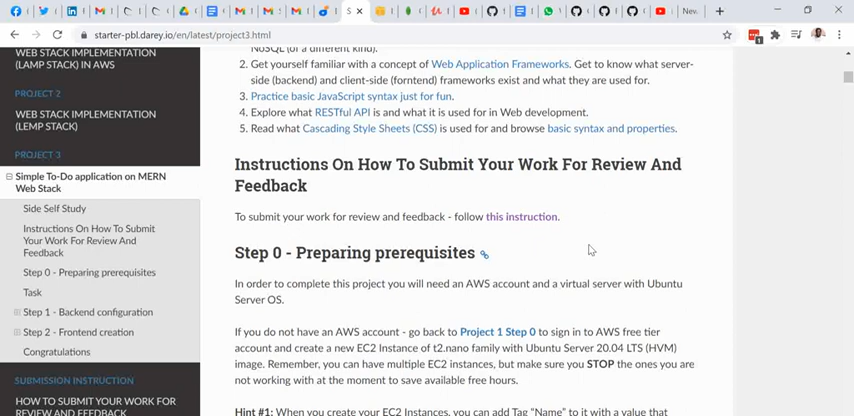 S
New
starter-pbl.darey.io/en/latest/project3.html
1
WEB STACK IMPLEMENTATION
(LAMP STACK) IN AWS
PROJECT 2
WEB STACK IMPLEMENTATION
(LEMP STACK)
PROJECT 3
Simple To-Do application on MERN
Web Stack
Side Self Study
Instructions On How To Submit
Your Work For Review And
Feedback
Step 0 - Preparing prerequisites
Task
Step 1 - Backend configuration
Step 2 - Frontend creation
Congratulations
SUBMISSION INSTRUCTION
HOW TO SUBMIT YOUR WORK FOR
REVIEW AND FEEDBACK
NoSQL (of a different kind).
2. Get yourself familiar with a concept of Web Application Frameworks. Get to know what server-
side (backend) and client-side (forntend) frameworks exist and what they are used for.
3. Practice basic JavaScript syntax just for fun.
4. Explore what RESTful API is and what it is used for in Web development.
5. Read what Cascading Style Sheets (CSS) is used for and browse basic syntax and properties.
Instructions On How To Submit Your Work For Review And
Feedback
To submit your work for review and feedback - follow this instruction.
Step 0 - Preparing prerequisites
In order to complete this project you will need an AWS account and a virtual server with Ubuntu
Server OS.
If you do not have an AWS account - go back to Project 1 Step 0 to sign in to AWS free tier
account and create a new EC2 Instance of t2.nano family with Ubuntu Server 20.04 LTS (HVM)
image. Remember, you can have multiple EC2 instances, but make sure you STOP the ones you
are not working with at the moment to save available free hours.
Hint #1: When you create your EC2 Instances, you can add Tag "Name" to it with a value that